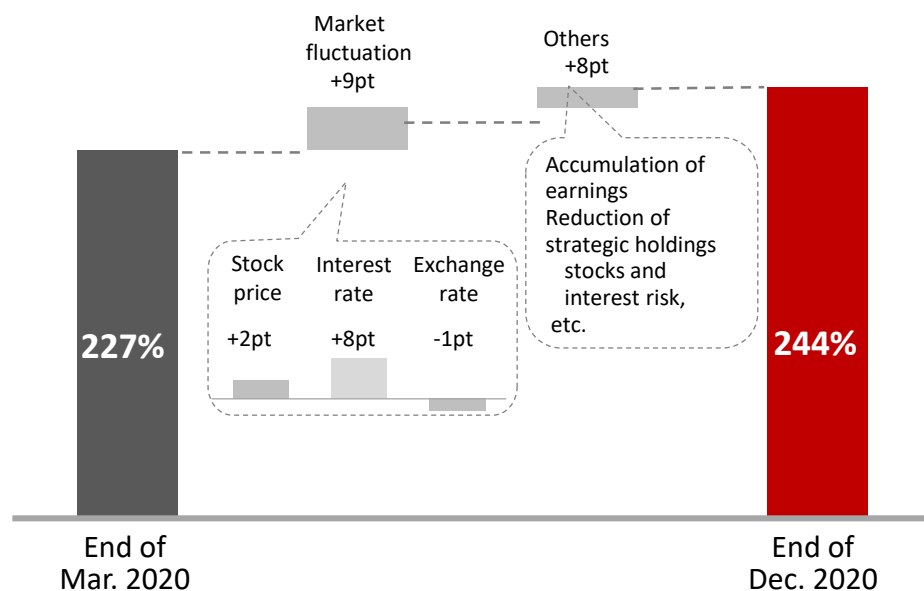 Market
fluctuation
+9pt
Others
+8pt
Accumulation of
earnings
Reduction of
strategic holdings
stocks and
interest risk,
etc.
Stock
price
Interest
rate
Exchange
rate
+2pt
+8pt
-1pt
227%
244%
End of
Mar. 2020
End of
Dec. 2020